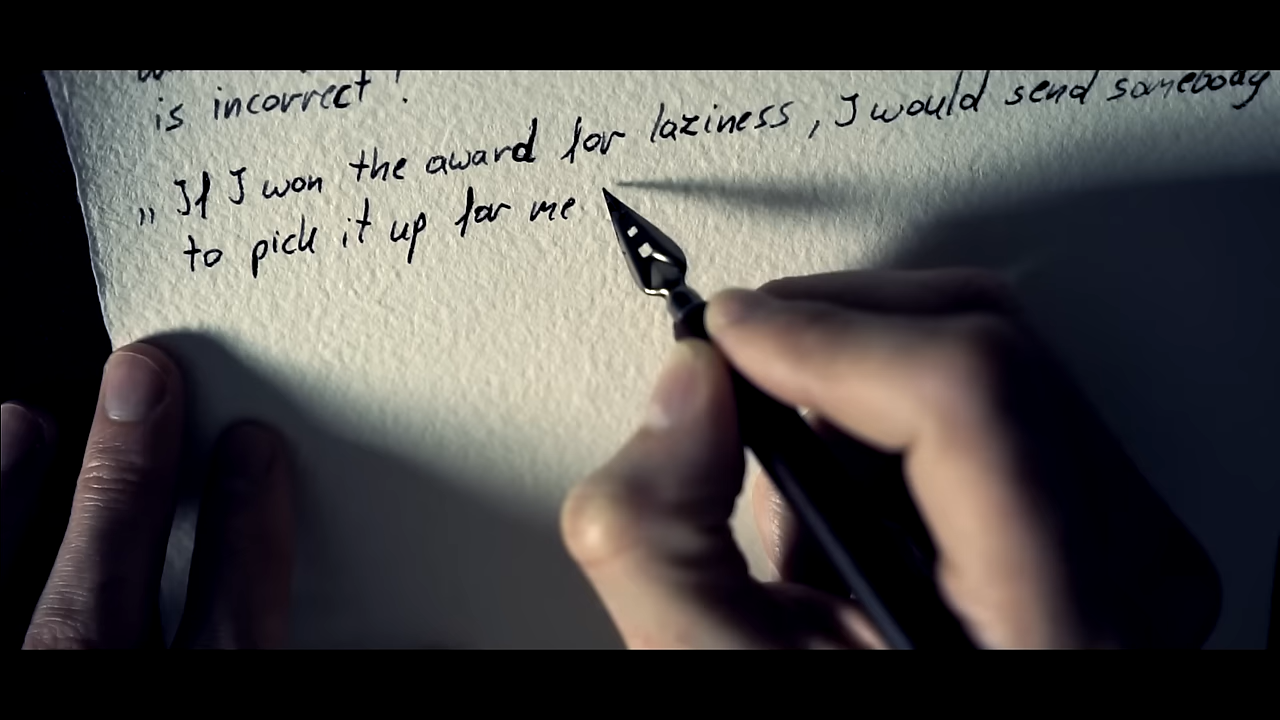 is incorrect!
„If I won the award for laziness, I would send somebody
to pick it up for me